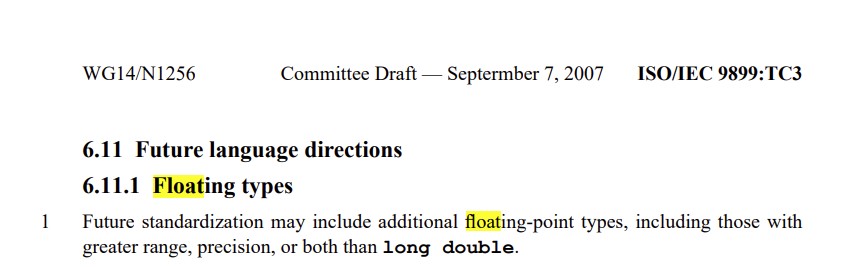 WG14/N1256 Committee Draft — Septermber 7, 2007 ISO/IEC 9899:TC3
6.11 Future language directions
6.11.1 Floating types
1 Future standardization may include additional floating-point types, including those with
greater range, precision, or both than long double.